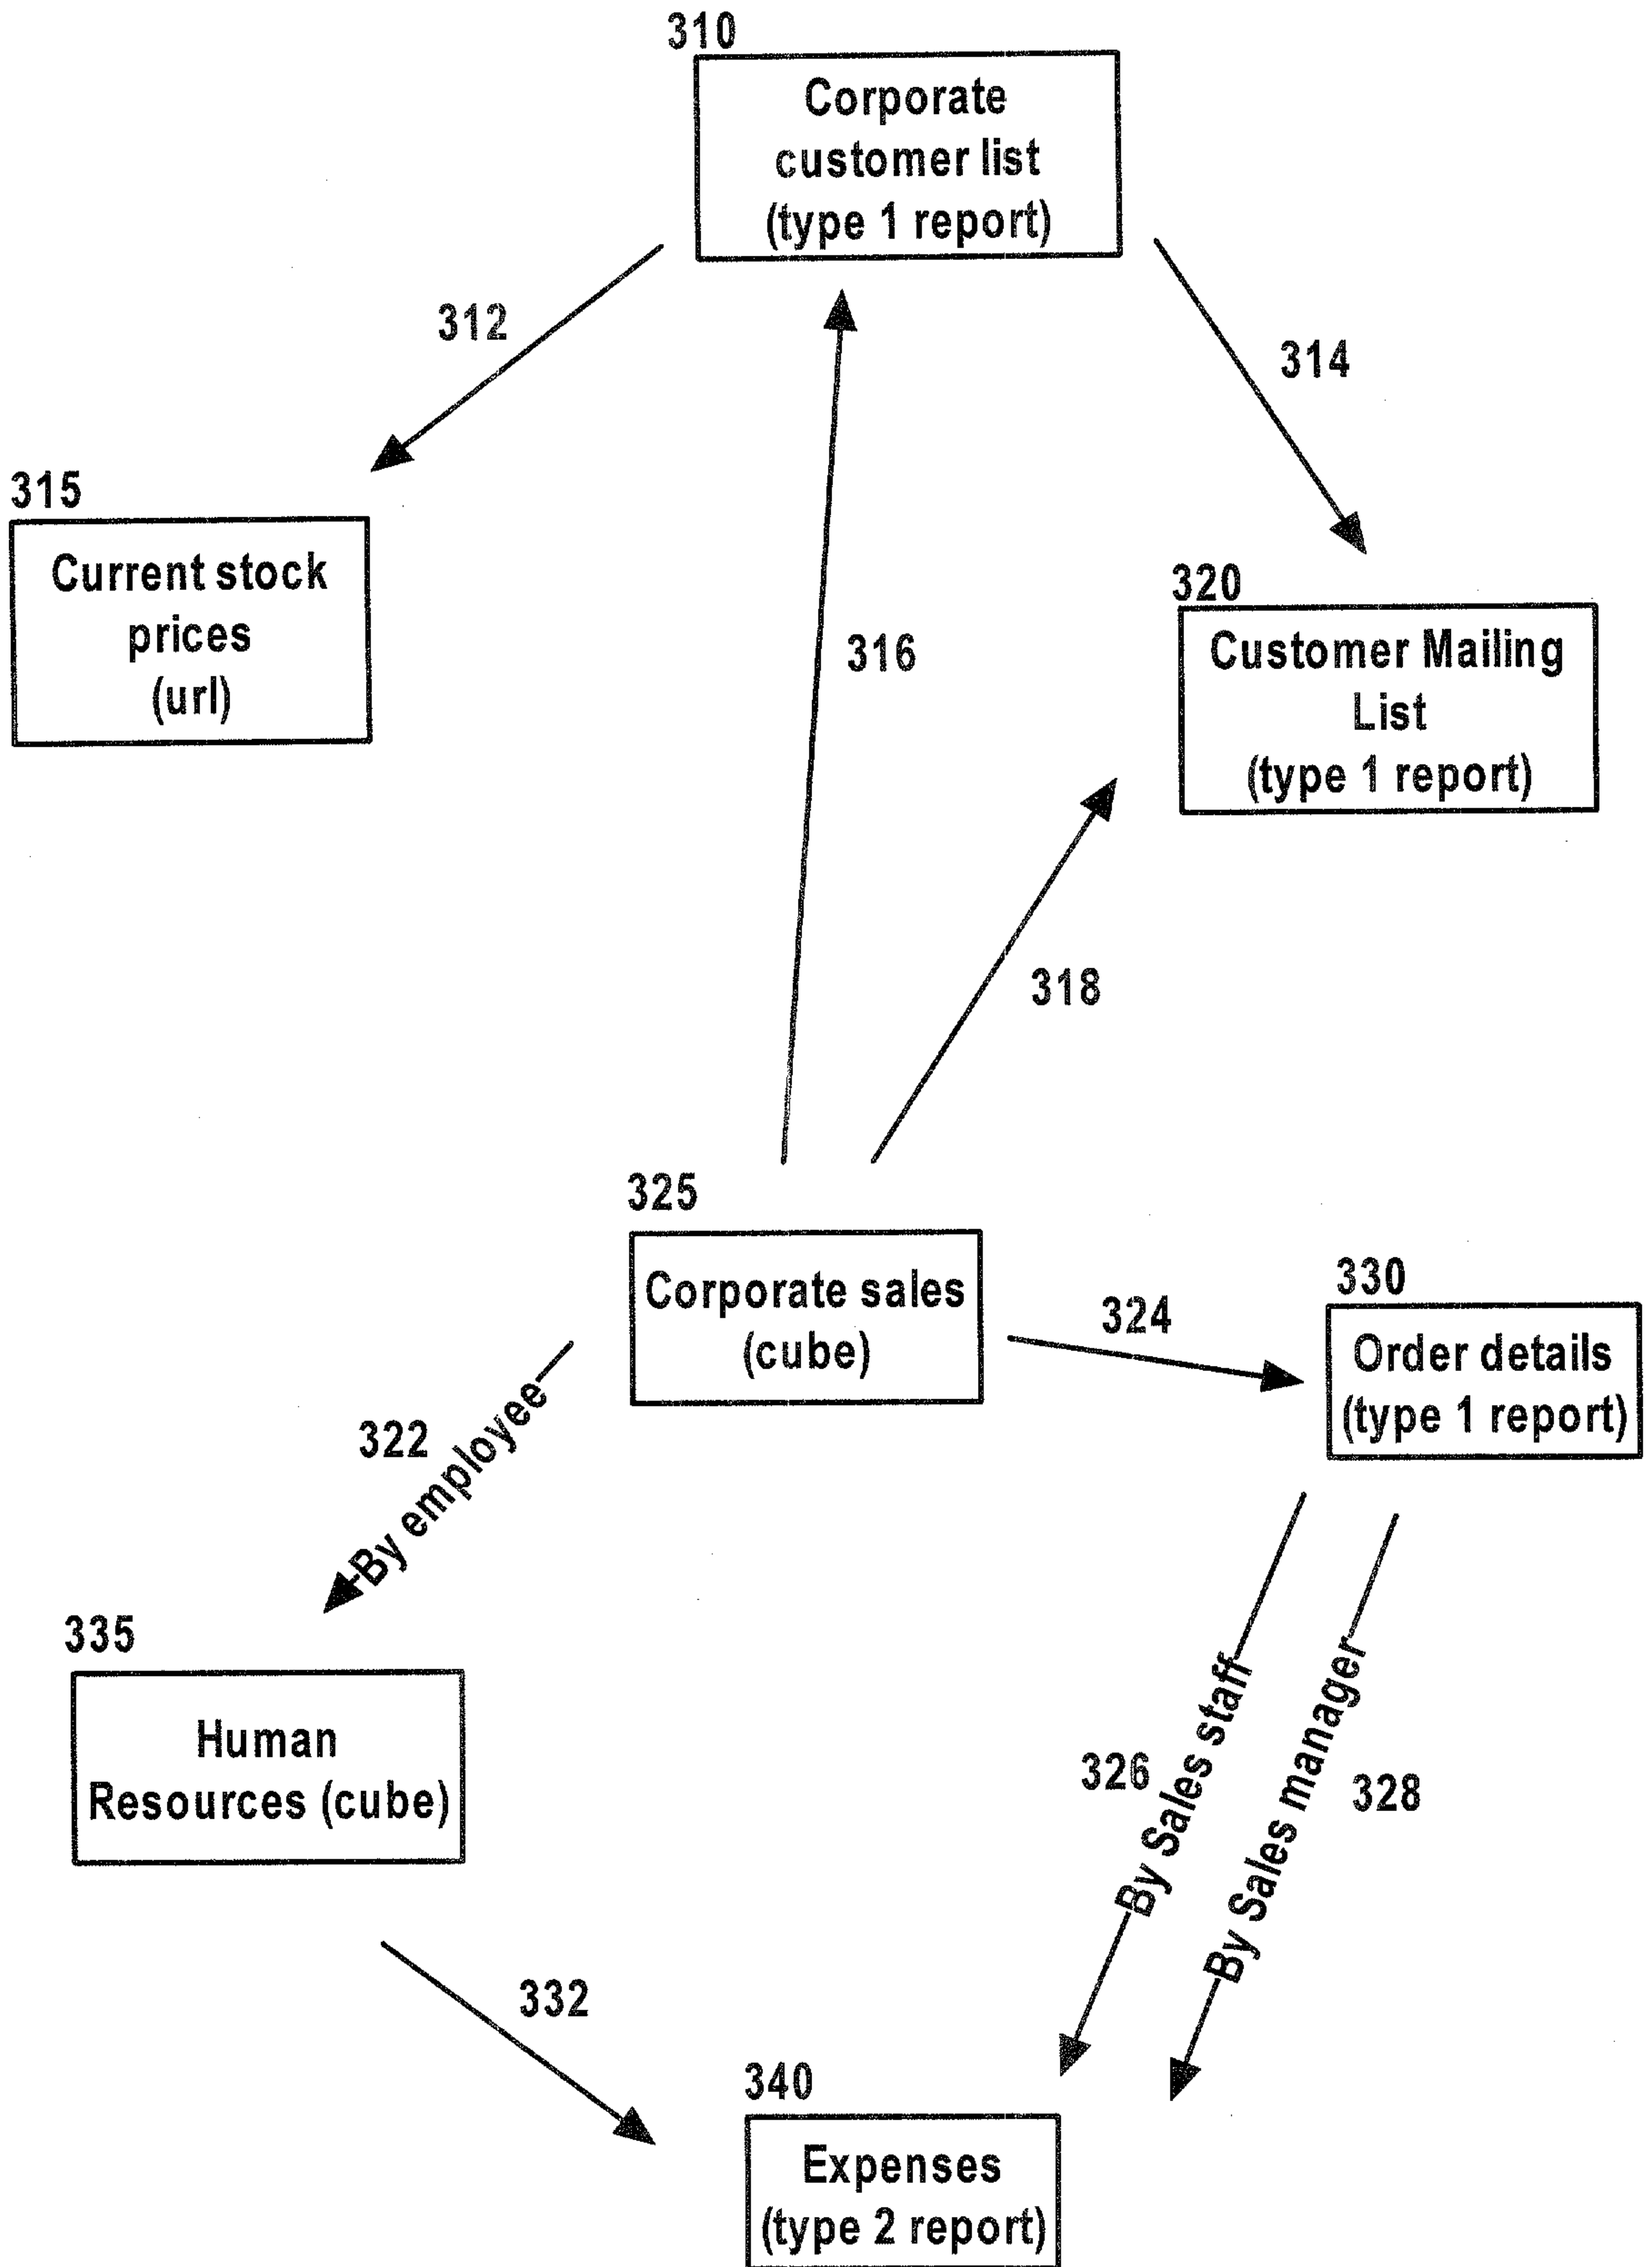 310
Corporate
customer list
(type 1 report)
312
314
315
Current stock
prices
(url)
320
Customer Mailing
List
(type 1 report)
316
318
325
Corporate sales
(cube)
324
330
Order details
(type 1 report)
322
By employee
335
Human
Resources (cube)
326
By Sales staff
By Sales manager
328
332
340
Expenses
(type 2 report)